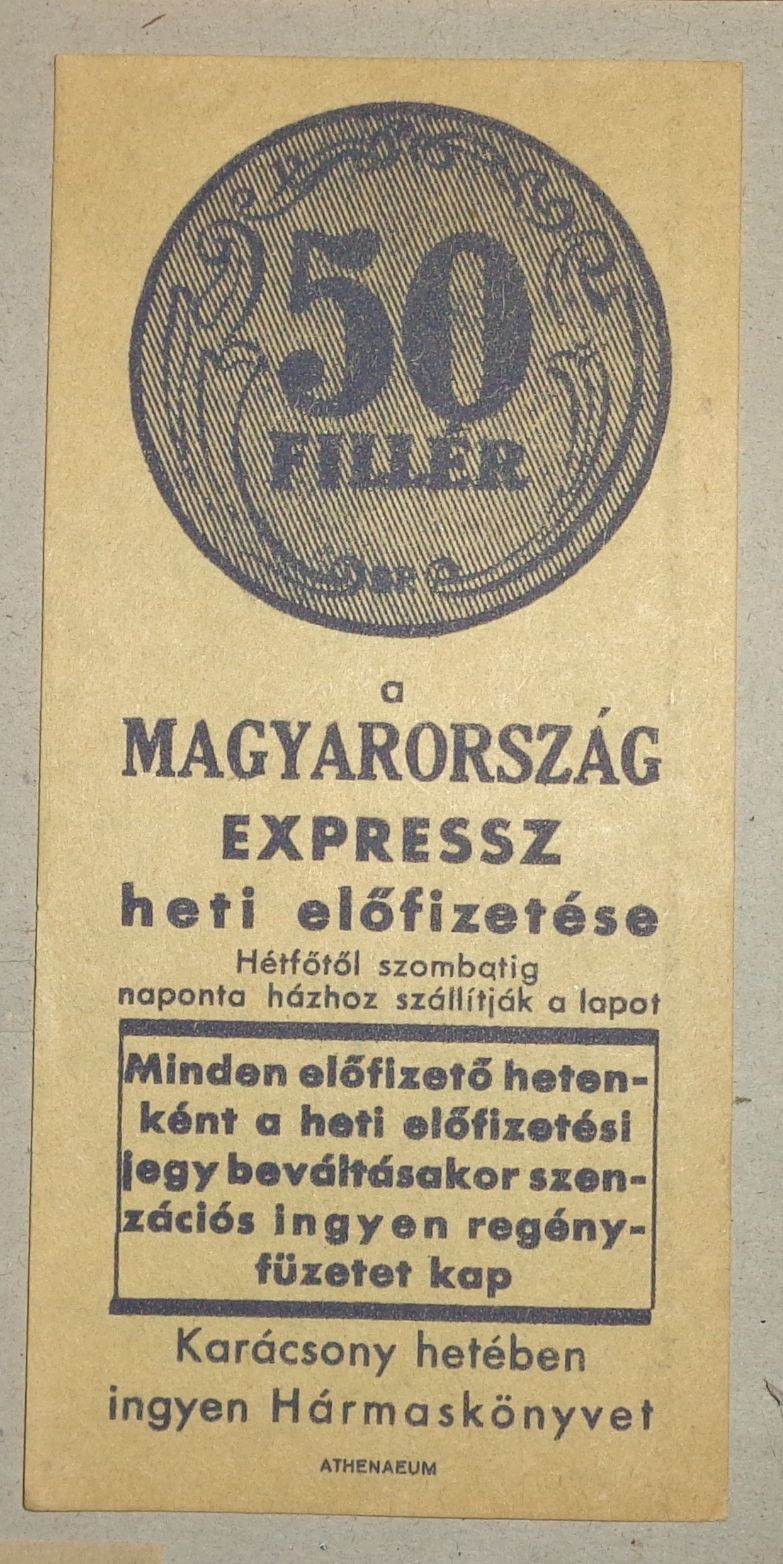 50
FILLÉR
BP.
a
MAGYARORSZÁG
EXPRESSZ
heti előfizetése
Hétfőtől szombatig
naponta házhoz szállítják a lapot
Minden előfizető heten-
ként a heti előfizetési
jegy beváltásakor szen-
zációs ingyen regény-
füzetet kap
Karácsony hetében
ingyen Hármaskönyvet
ATHENAEUM